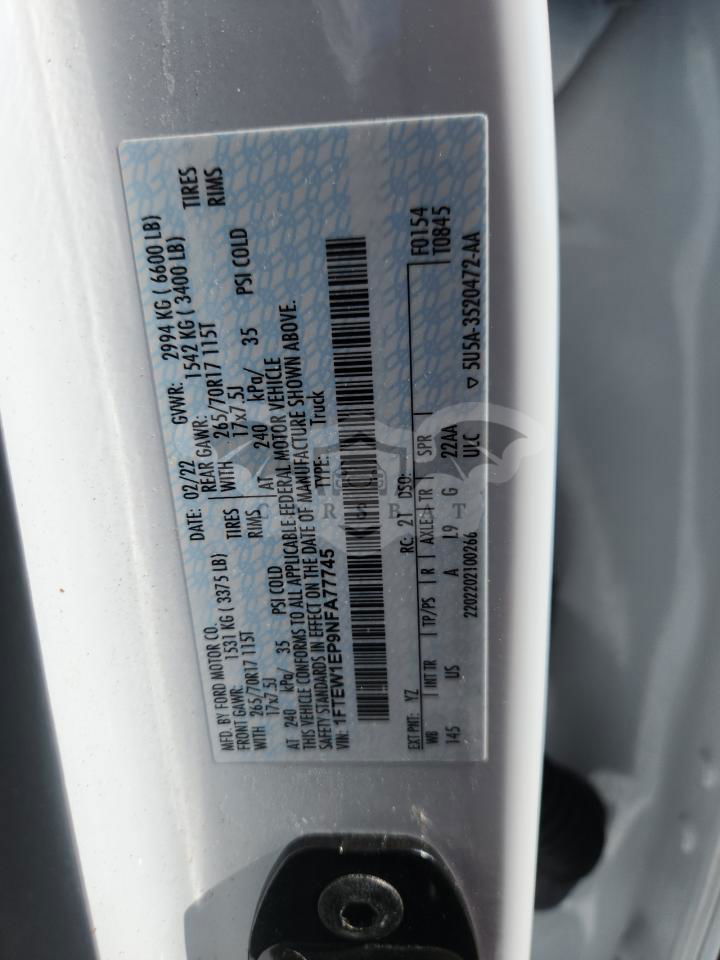 MFD. BY FORD MOTOR CO.
DATE: 02/22 GVWR: 2994 KG ( 6600 LB)
FRONT GAWR: 1531 KG ( 3375 LB)
REAR GAWR: 1542 KG ( 3400 LB)
WITH 265/70R17 115T TIRES
WITH 265/70R17 115T TIRES
17x7.5J RIMS
17x7.5J RIMS
AT 240 kPa/ 35 PSI COLD
AT 240 kPa/ 35 PSI COLD
THIS VEHICLE CONFORMS TO ALL APPLICABLE FEDERAL MOTOR VEHICLE
SAFETY STANDARDS IN EFFECT ON THE DATE OF MANUFACTURE SHOWN ABOVE.
VIN: 1FTEW1EP9NFA77745 TYPE: Truck
EXT PNT: YZ RC: 21 DSO: F0154
WB INT TR TP/PS R AXLE TR SPR T0845
145 US A L9 G 22AA
2202202100266 ULC ▽ 5U5A-3520472-AA
CARSBAT